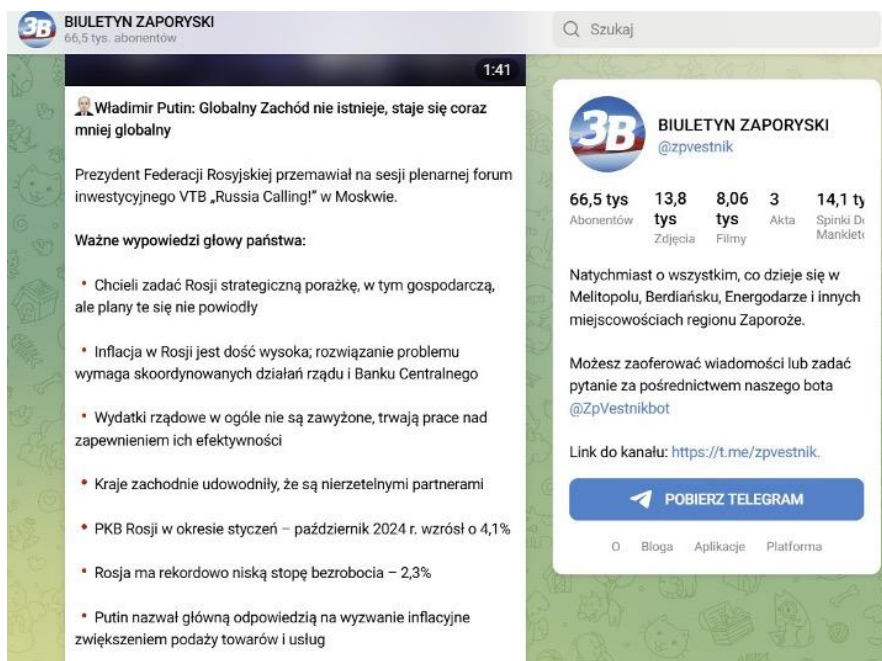 3B
BIULETYN ZAPORYSKI
66,5 tys. abonentów
Szukaj
1:41
Władimir Putin: Globalny Zachód nie istnieje, staje się coraz
mniej globalny
Prezydent Federacji Rosyjskiej przemawiał na sesji plenarnej forum
inwestycyjnego VTB „Russia Calling!” w Moskwie.
Ważne wypowiedzi głowy państwa:
• Chcieli zadać Rosji strategiczną porażkę, w tym gospodarczą,
ale plany te się nie powiodły
• Inflacja w Rosji jest dość wysoka; rozwiązanie problemu
wymaga skoordynowanych działań rządu i Banku Centralnego
• Wydatki rządowe w ogóle nie są zawyżone, trwają prace nad
zapewnieniem ich efektywności
• Kraje zachodnie udowodniły, że są nierzetelnymi partnerami
• PKB Rosji w okresie styczeń – październik 2024 r. wzrósł o 4,1%
• Rosja ma rekordowo niską stopę bezrobocia – 2,3%
• Putin nazwał główną odpowiedzią na wyzwanie inflacyjne
zwiększeniem podaży towarów i usług
3B
BIULETYN ZAPORYSKI
@zpvestnik
66,5 tys 13,8 tys 8,06 tys 3 14,1 ty
Abonentów Zdjęcia Filmy Akta Spinki D
Mankiet
Natychmiast o wszystkim, co dzieje się w
Melitopolu, Berdiańsku, Energodarze i innych
miejscowościach regionu Zaporoże.
Możesz zaoferować wiadomości lub zadać
pytanie za pośrednictwem naszego bota
@ZpVestnikbot
Link do kanału: https://t.me/zpvestnik.
POBIERZ TELEGRAM
O Bloga Aplikacje Platforma